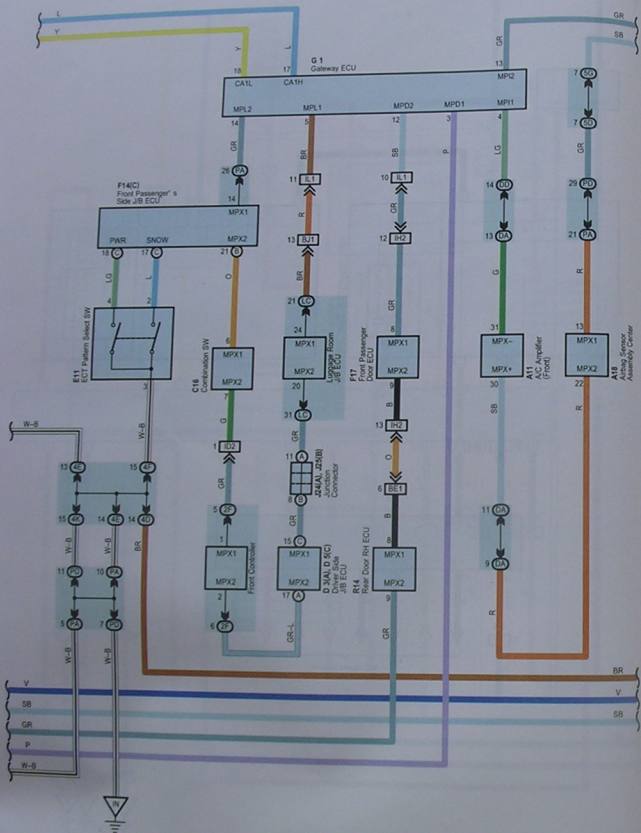 L
GR
Y
SB
Y
L
GR
G 1
Gateway ECU
18
17
13
7 5G
CA1L
CA1H
MPI2
MPL2
MPL1
MPD2
MPD1
MPI1
14
5
12
3
4
7 5D
GR
BR
SB
P
LG
GR
26 PA
11 IL1
10 IL1
14 DD
29 PD
F14(C)
Front Passenger' s
Side J/B ECU
14
R
GR
MPX1
PWR
SNOW
MPX2
13 BJ1
12 IH2
13 DA
21 PA
18 C
17 C
21 B
LG
L
O
BR
GR
G
R
4
2
21 LC
6
24
8
31
13
E11
ECT Pattern Select SW
C16
Combination SW
MPX1
MPX2
MPX1
MPX2
Luggage Room
J/B ECU
F17
Front Passenger
Door ECU
MPX1
MPX2
MPX−
MPX+
A11
A/C Amplifier
(Front)
MPX1
MPX2
A18
Airbag Sensor
Assembly Center
3
7
20
9
30
22
W–B
W–B
G
31 LC
B
SB
R
1 ID2
GR
13 IH2
13 4E
15 4F
11 A
O
J24(A), J25(B)
Junction
Connector
GR
8 B
6 BE1
15 4K
14 4E
14 4D
5 2F
GR
B
11 DA
W–B
W–B
BR
1
15 C
8
11 PD
10 PA
MPX1
MPX2
Front Controller
MPX1
MPX2
D 3(A), D 5(C)
Driver Side
J/B ECU
R14
Rear Door RH ECU
MPX1
MPX2
9 DA
2
17 A
9
5 PA
7 PD
6 2F
R
W–B
W–B
GR–L
GR
BR
V
V
SB
SB
GR
P
W–B
IN